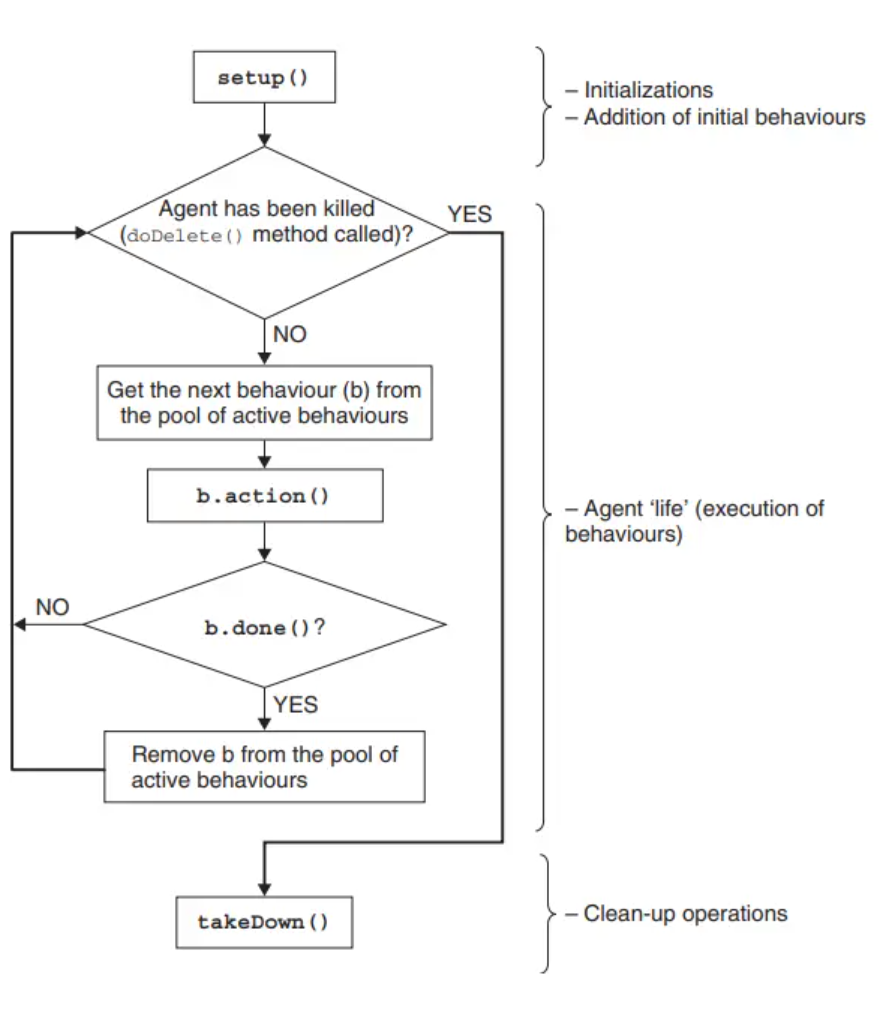 setup()
– Initializations
– Addition of initial behaviours
Agent has been killed
(doDelete() method called)?
YES
NO
Get the next behaviour (b) from
the pool of active behaviours
b.action()
– Agent ‘life’ (execution of
behaviours)
NO
b.done()?
YES
Remove b from the pool of
active behaviours
takeDown()
– Clean-up operations